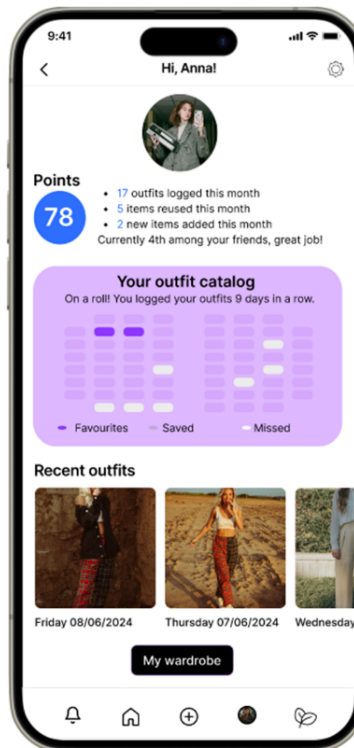 9:41
Hi, Anna!
Points
78
• 17 outfits logged this month
• 5 items reused this month
• 2 new items added this month
Currently 4th among your friends, great job!
Your outfit catalog
On a roll! You logged your outfits 9 days in a row.
Favourites Saved Missed
Recent outfits
Friday 08/06/2024 Thursday 07/06/2024 Wednesday
My wardrobe